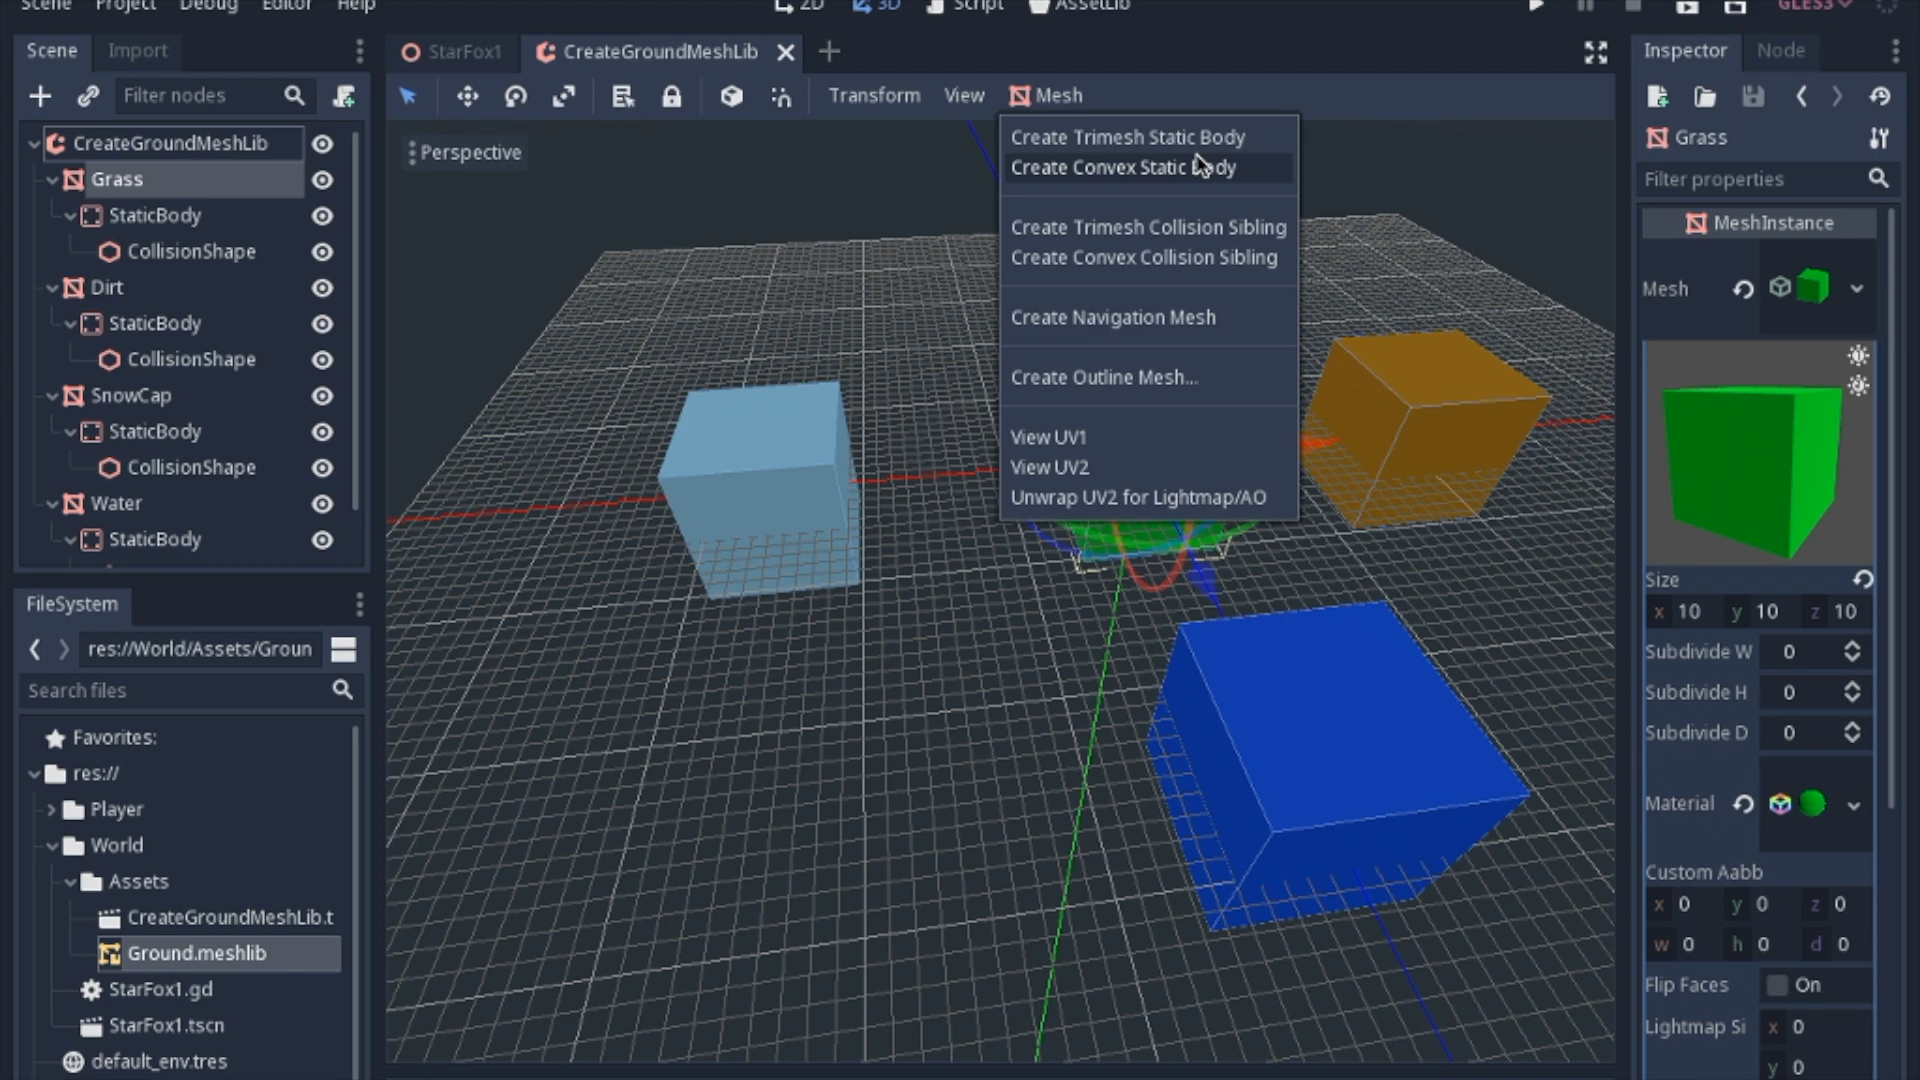 Scene Project Debug Editor Help
2D 3D Script AssetLib
GLES3
Scene Import
StarFox1 CreateGroundMeshLib
Inspector Node
Filter nodes
Transform View Mesh
CreateGroundMeshLib
Grass
StaticBody
CollisionShape
Dirt
StaticBody
CollisionShape
SnowCap
StaticBody
CollisionShape
Water
StaticBody
FileSystem
res://World/Assets/Groun
Search files
Favorites:
res://
Player
World
Assets
CreateGroundMeshLib.t
Ground.meshlib
StarFox1.gd
StarFox1.tscn
default_env.tres
Perspective
Create Trimesh Static Body
Create Convex Static Body
Create Trimesh Collision Sibling
Create Convex Collision Sibling
Create Navigation Mesh
Create Outline Mesh...
View UV1
View UV2
Unwrap UV2 for Lightmap/AO
Grass
Filter properties
MeshInstance
Mesh
Size
x 10 y 10 z 10
Subdivide W 0
Subdivide H 0
Subdivide D 0
Material
Custom Aabb
x 0 y 0 z 0
w 0 h 0 d 0
Flip Faces On
Lightmap Si x 0
y 0